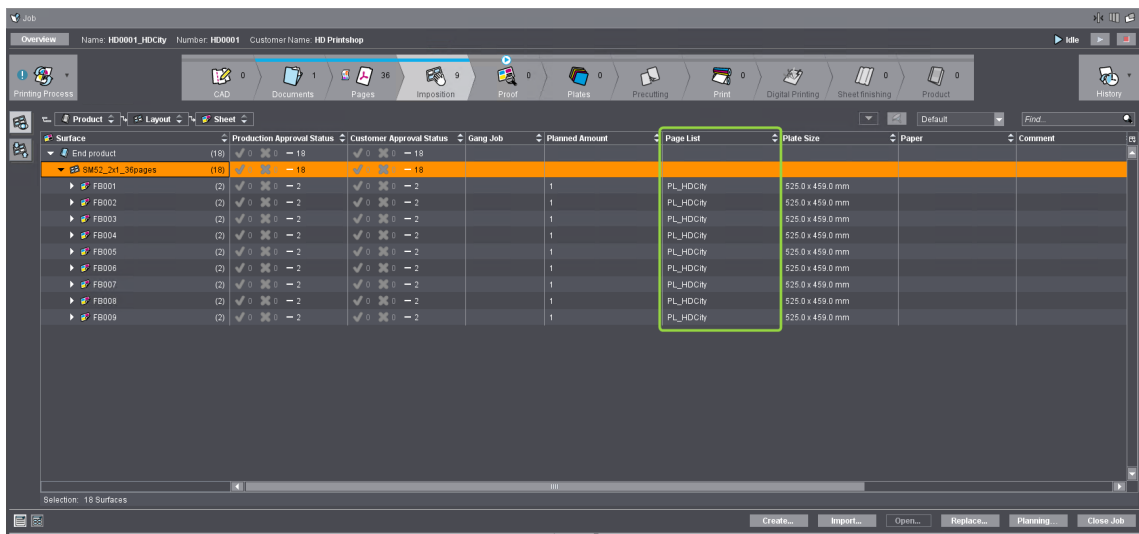 Job
Overview Name: HD0001_HDCity Number: HD0001 Customer Name: HD Printshop Idle
0 1 36 9 0 0 0 0 0
Printing Process CAD Documents Pages Imposition Proof Plates Precutting Print Digital Printing Sheet finishing Product History
Product Layout Sheet Default Find...
Surface Production Approval Status Customer Approval Status Gang Job Planned Amount Page List Plate Size Paper Comment
End product (18) 0 0 18 0 0 18
SM52_2x1_36pages (18) 0 0 18 0 0 18
FB001 (2) 0 0 2 0 0 2 1 PL_HDCity 525.0 x 459.0 mm
FB002 (2) 0 0 2 0 0 2 1 PL_HDCity 525.0 x 459.0 mm
FB003 (2) 0 0 2 0 0 2 1 PL_HDCity 525.0 x 459.0 mm
FB004 (2) 0 0 2 0 0 2 1 PL_HDCity 525.0 x 459.0 mm
FB005 (2) 0 0 2 0 0 2 1 PL_HDCity 525.0 x 459.0 mm
FB006 (2) 0 0 2 0 0 2 1 PL_HDCity 525.0 x 459.0 mm
FB007 (2) 0 0 2 0 0 2 1 PL_HDCity 525.0 x 459.0 mm
FB008 (2) 0 0 2 0 0 2 1 PL_HDCity 525.0 x 459.0 mm
FB009 (2) 0 0 2 0 0 2 1 PL_HDCity 525.0 x 459.0 mm
Selection: 18 Surfaces
Create... Import... Open... Replace... Planning... Close Job